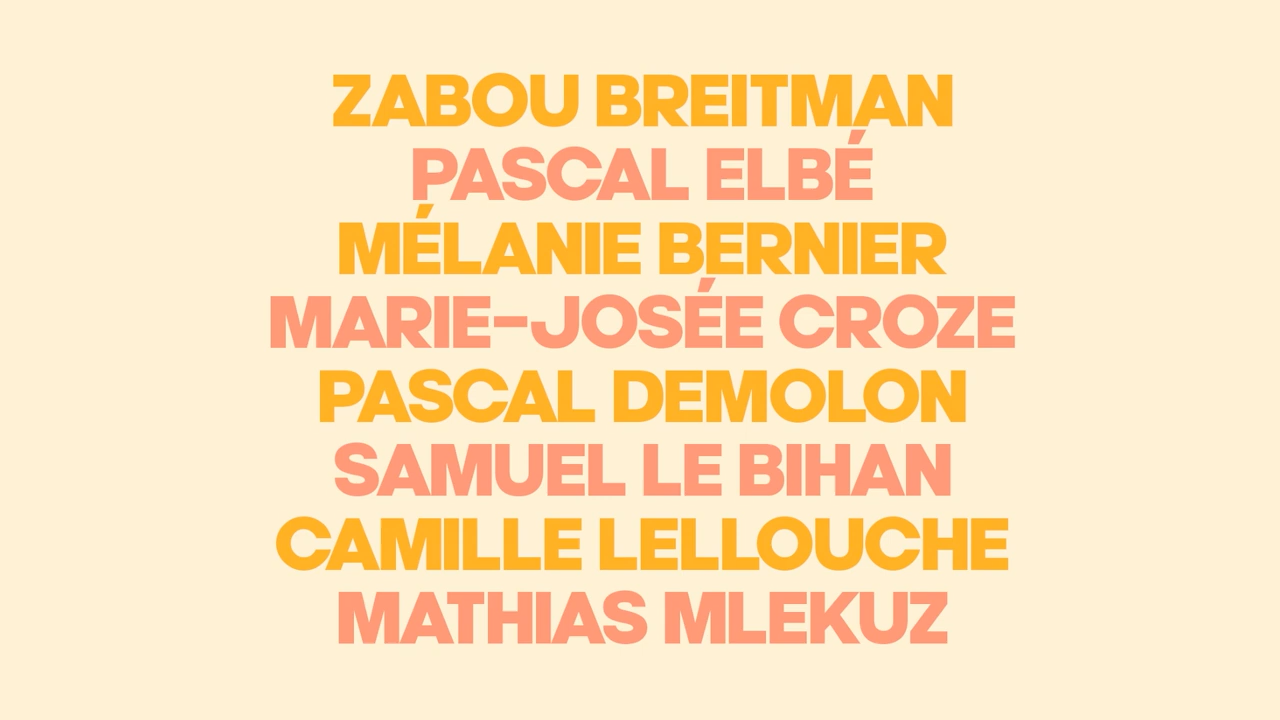 ZABOU BREITMAN
PASCAL ELBÉ
MÉLANIE BERNIER
MARIE-JOSÉE CROZE
PASCAL DEMOLON
SAMUEL LE BIHAN
CAMILLE LELLOUCHE
MATHIAS MLEKUZ